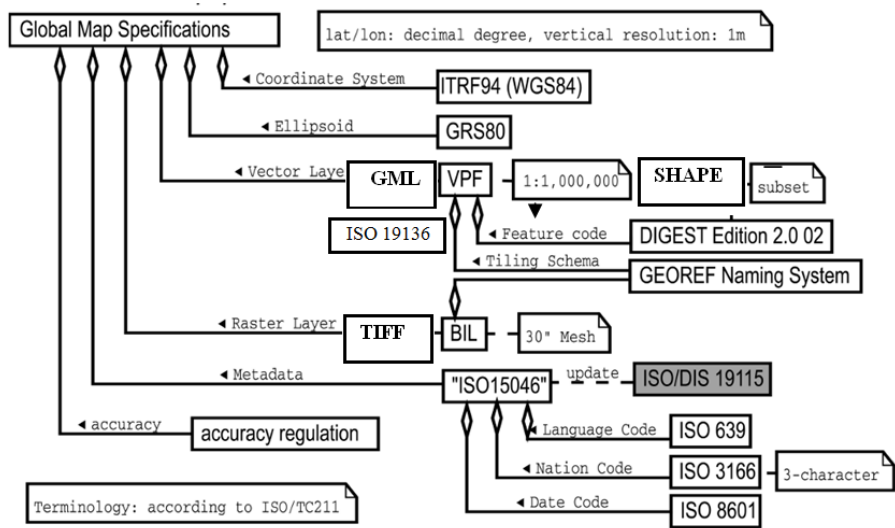 Global Map Specifications
lat/lon: decimal degree, vertical resolution: 1m
◄ Coordinate System
ITRF94 (WGS84)
◄ Ellipsoid
GRS80
◄ Vector Laye
GML
VPF
1:1,000,000
SHAPE
subset
ISO 19136
◄ Feature code
DIGEST Edition 2.0 02
◄ Tiling Schema
GEOREF Naming System
◄ Raster Layer
TIFF
BIL
30" Mesh
◄ Metadata
"ISO15046"
update
ISO/DIS 19115
◄ accuracy
accuracy regulation
◄ Language Code
ISO 639
◄ Nation Code
ISO 3166
3-character
◄ Date Code
ISO 8601
Terminology: according to ISO/TC211